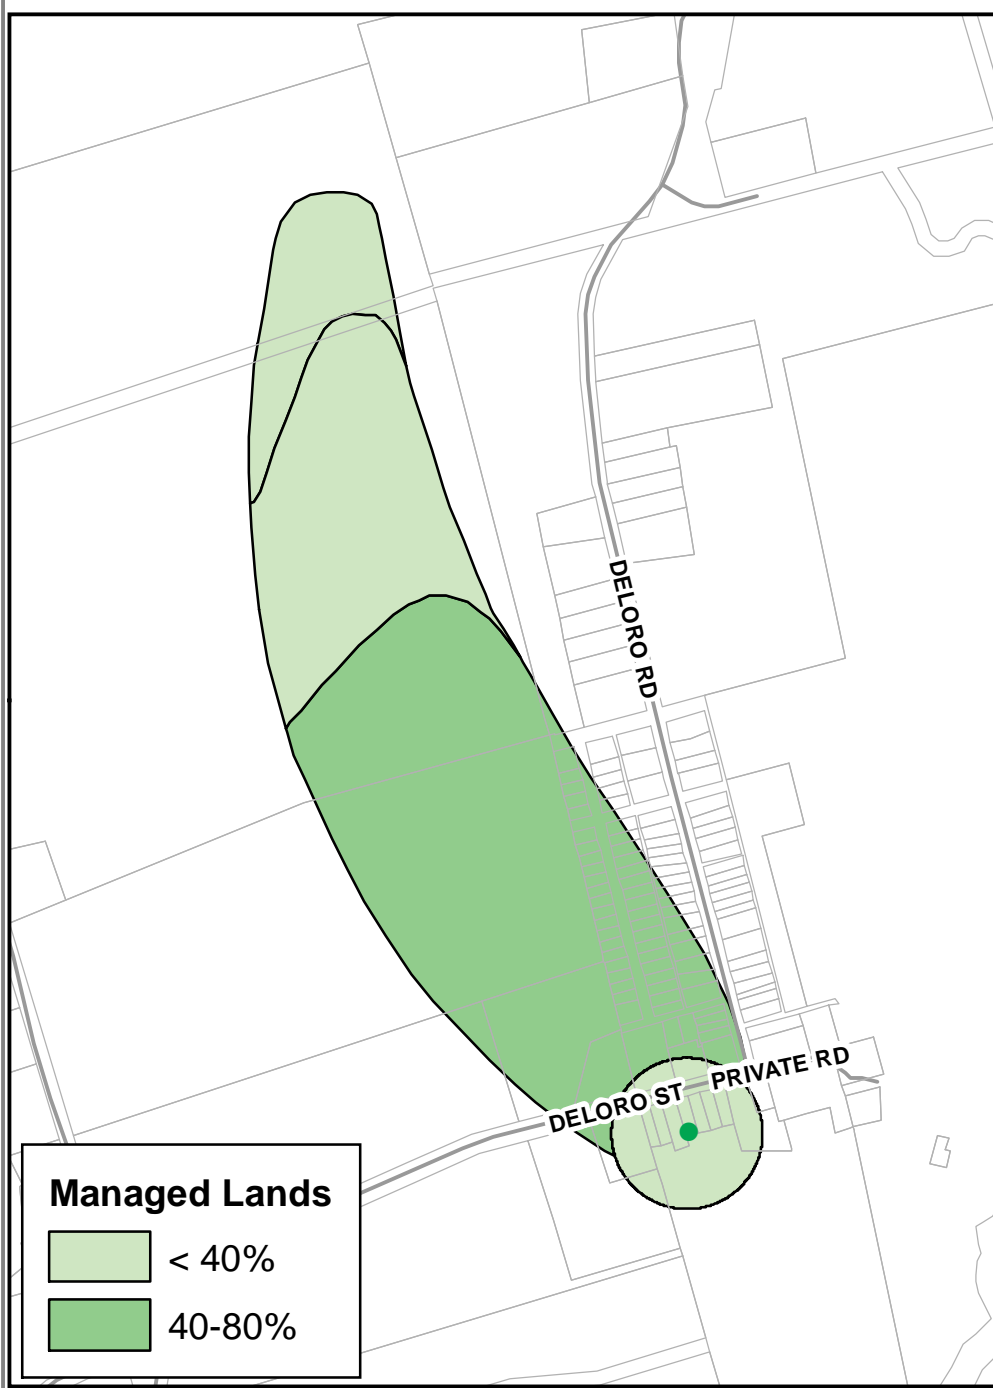 DELORO RD
PRIVATE RD
DELORO ST
Managed Lands
< 40%
40-80%